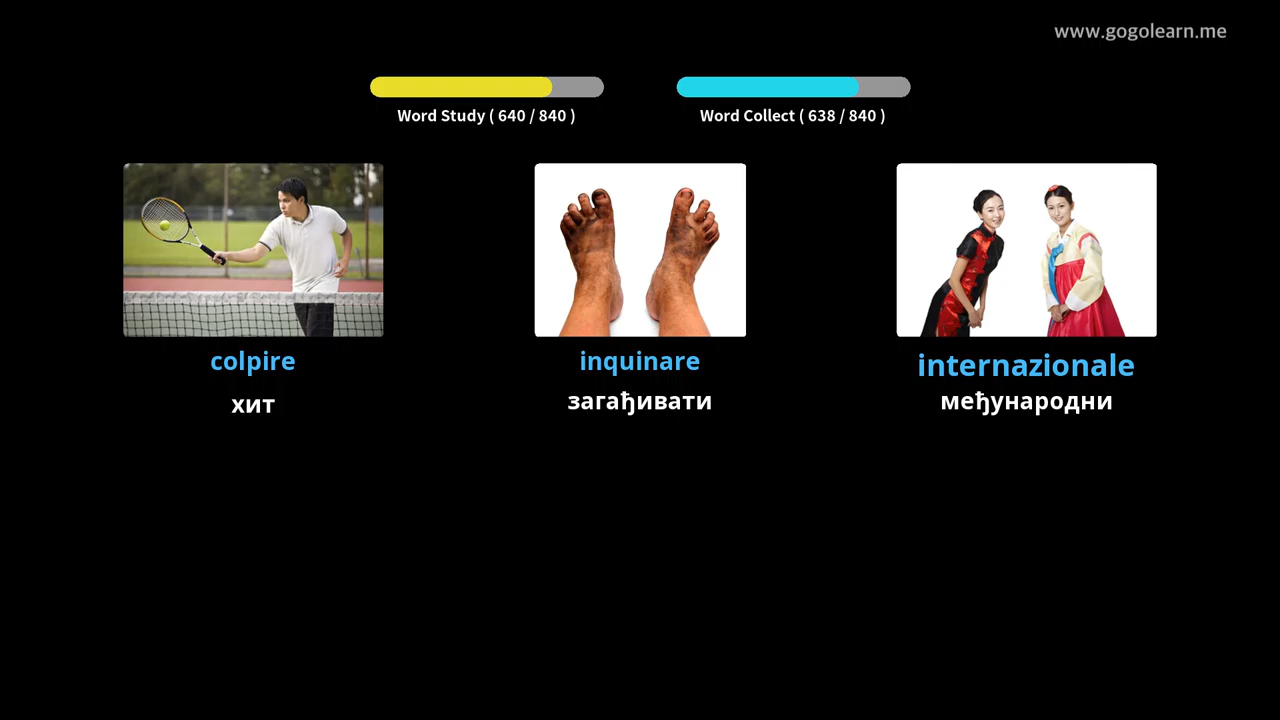 www.gogolearn.me
Word Study ( 640 / 840 )
Word Collect ( 638 / 840 )
colpire
inquinare
internazionale
хит
загађивати
међународни